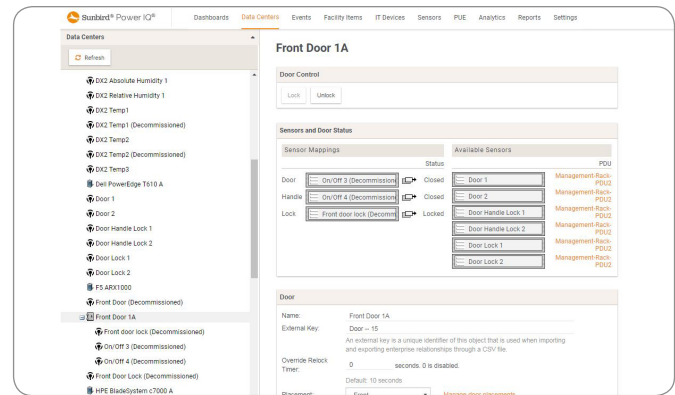 Sunbird® Power IQ®
Dashboards Data Centers Events Facility Items IT Devices Sensors PUE Analytics Reports Settings
Data Centers
Refresh
DX2 Absolute Humidity 1
DX2 Relative Humidity 1
DX2 Temp1
DX2 Temp1 (Decommissioned)
DX2 Temp2
DX2 Temp2 (Decommissioned)
DX2 Temp3
Dell PowerEdge T610 A
Door 1
Door 2
Door Handle Lock 1
Door Handle Lock 2
Door Lock 1
Door Lock 2
F5 ARX1000
Front Door (Decommissioned)
Front Door 1A
Front door lock (Decommissioned)
On/Off 3 (Decommissioned)
On/Off 4 (Decommissioned)
Front Door Lock (Decommissioned)
HPE BladeSystem c7000 A
Front Door 1A
Door Control
Lock Unlock
Sensors and Door Status
Sensor Mappings
Status
Door On/Off 3 (Decommission Closed
Handle On/Off 4 (Decommission Closed
Lock Front door lock (Decomm Locked
Available Sensors
PDU
Door 1 Management-Rack-
PDU2
Door 2 Management-Rack-
PDU2
Door Handle Lock 1 Management-Rack-
PDU2
Door Handle Lock 2 Management-Rack-
PDU2
Door Lock 1 Management-Rack-
PDU2
Door Lock 2 Management-Rack-
PDU2
Door
Name: Front Door 1A
External Key: Door -- 15
An external key is a unique identifier of this object that is used when importing
and exporting enterprise relationships through a CSV file.
Override Relock
Timer: 0 seconds. 0 is disabled.
Default: 10 seconds
Placement: Front Manage door placements